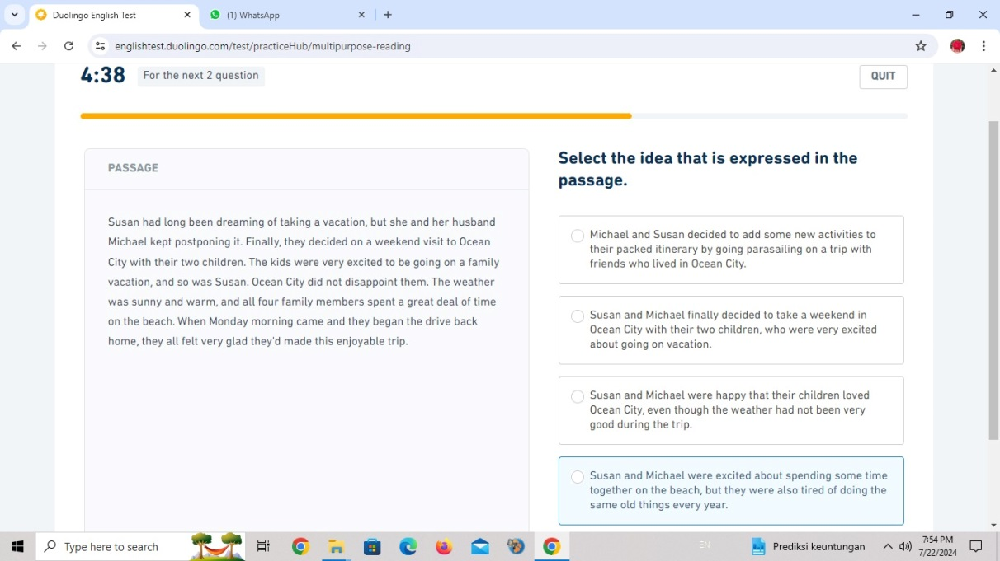 Duolingo English Test
(1) WhatsApp
englishtest.duolingo.com/test/practiceHub/multipurpose-reading
4:38
For the next 2 question
QUIT
PASSAGE
Susan had long been dreaming of taking a vacation, but she and her husband
Michael kept postponing it. Finally, they decided on a weekend visit to Ocean
City with their two children. The kids were very excited to be going on a family
vacation, and so was Susan. Ocean City did not disappoint them. The weather
was sunny and warm, and all four family members spent a great deal of time
on the beach. When Monday morning came and they began the drive back
home, they all felt very glad they'd made this enjoyable trip.
Select the idea that is expressed in the
passage.
Michael and Susan decided to add some new activities to
their packed itinerary by going parasailing on a trip with
friends who lived in Ocean City.
Susan and Michael finally decided to take a weekend in
Ocean City with their two children, who were very excited
about going on vacation.
Susan and Michael were happy that their children loved
Ocean City, even though the weather had not been very
good during the trip.
Susan and Michael were excited about spending some time
together on the beach, but they were also tired of doing the
same old things every year.
Type here to search
EN
Prediksi keuntungan
7:54 PM
7/22/2024